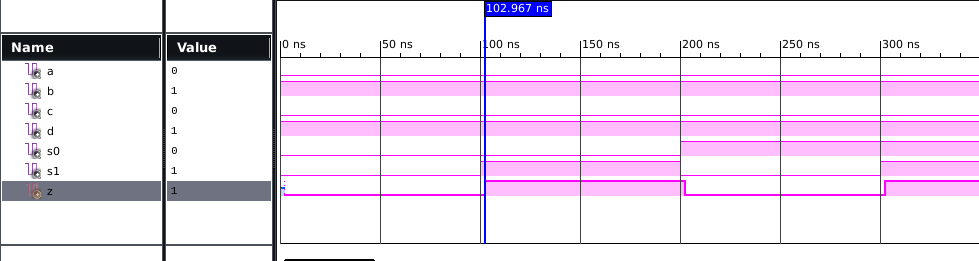 102.967 ns
Name Value
0 ns 50 ns 100 ns 150 ns 200 ns 250 ns 300 ns
a 0
b 1
c 0
d 1
s0 0
s1 1
z 1